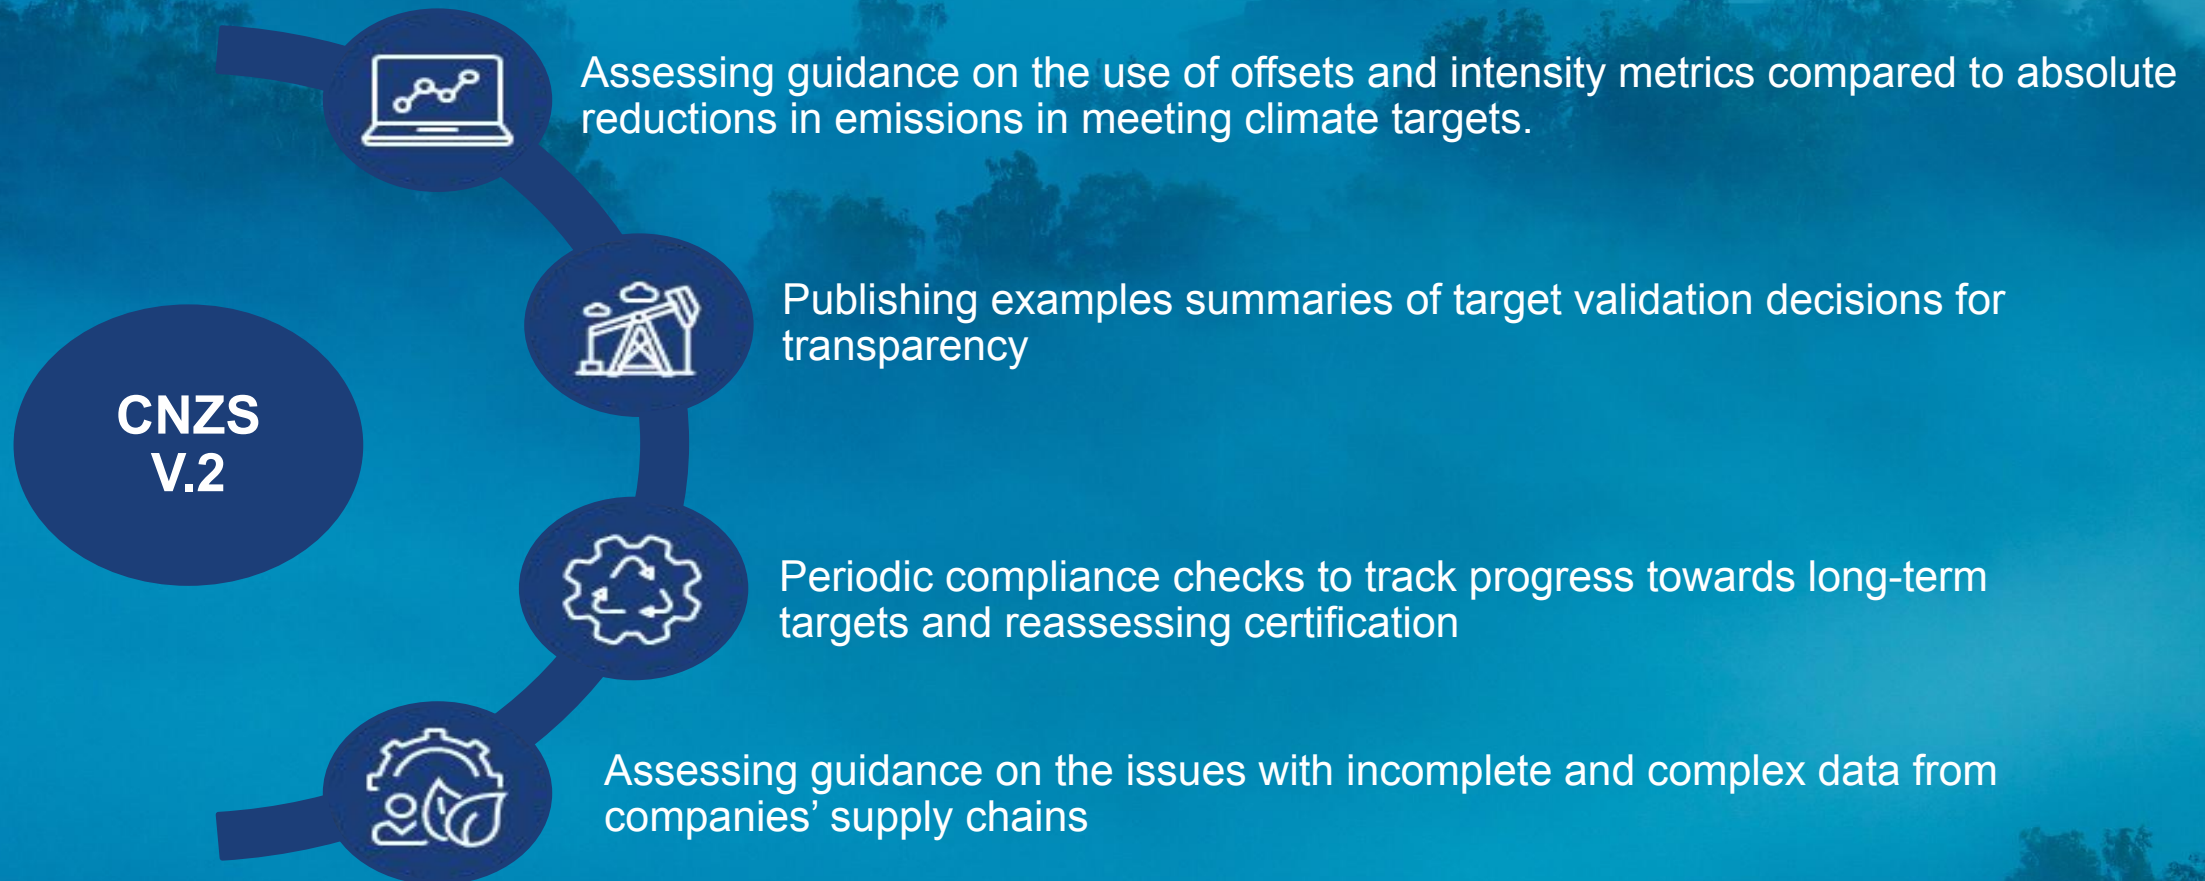 Assessing guidance on the use of offsets and intensity metrics compared to absolute
reductions in emissions in meeting climate targets.
Publishing examples summaries of target validation decisions for
transparency
CNZS
V.2
Periodic compliance checks to track progress towards long-term
targets and reassessing certification
Assessing guidance on the issues with incomplete and complex data from
companies’ supply chains